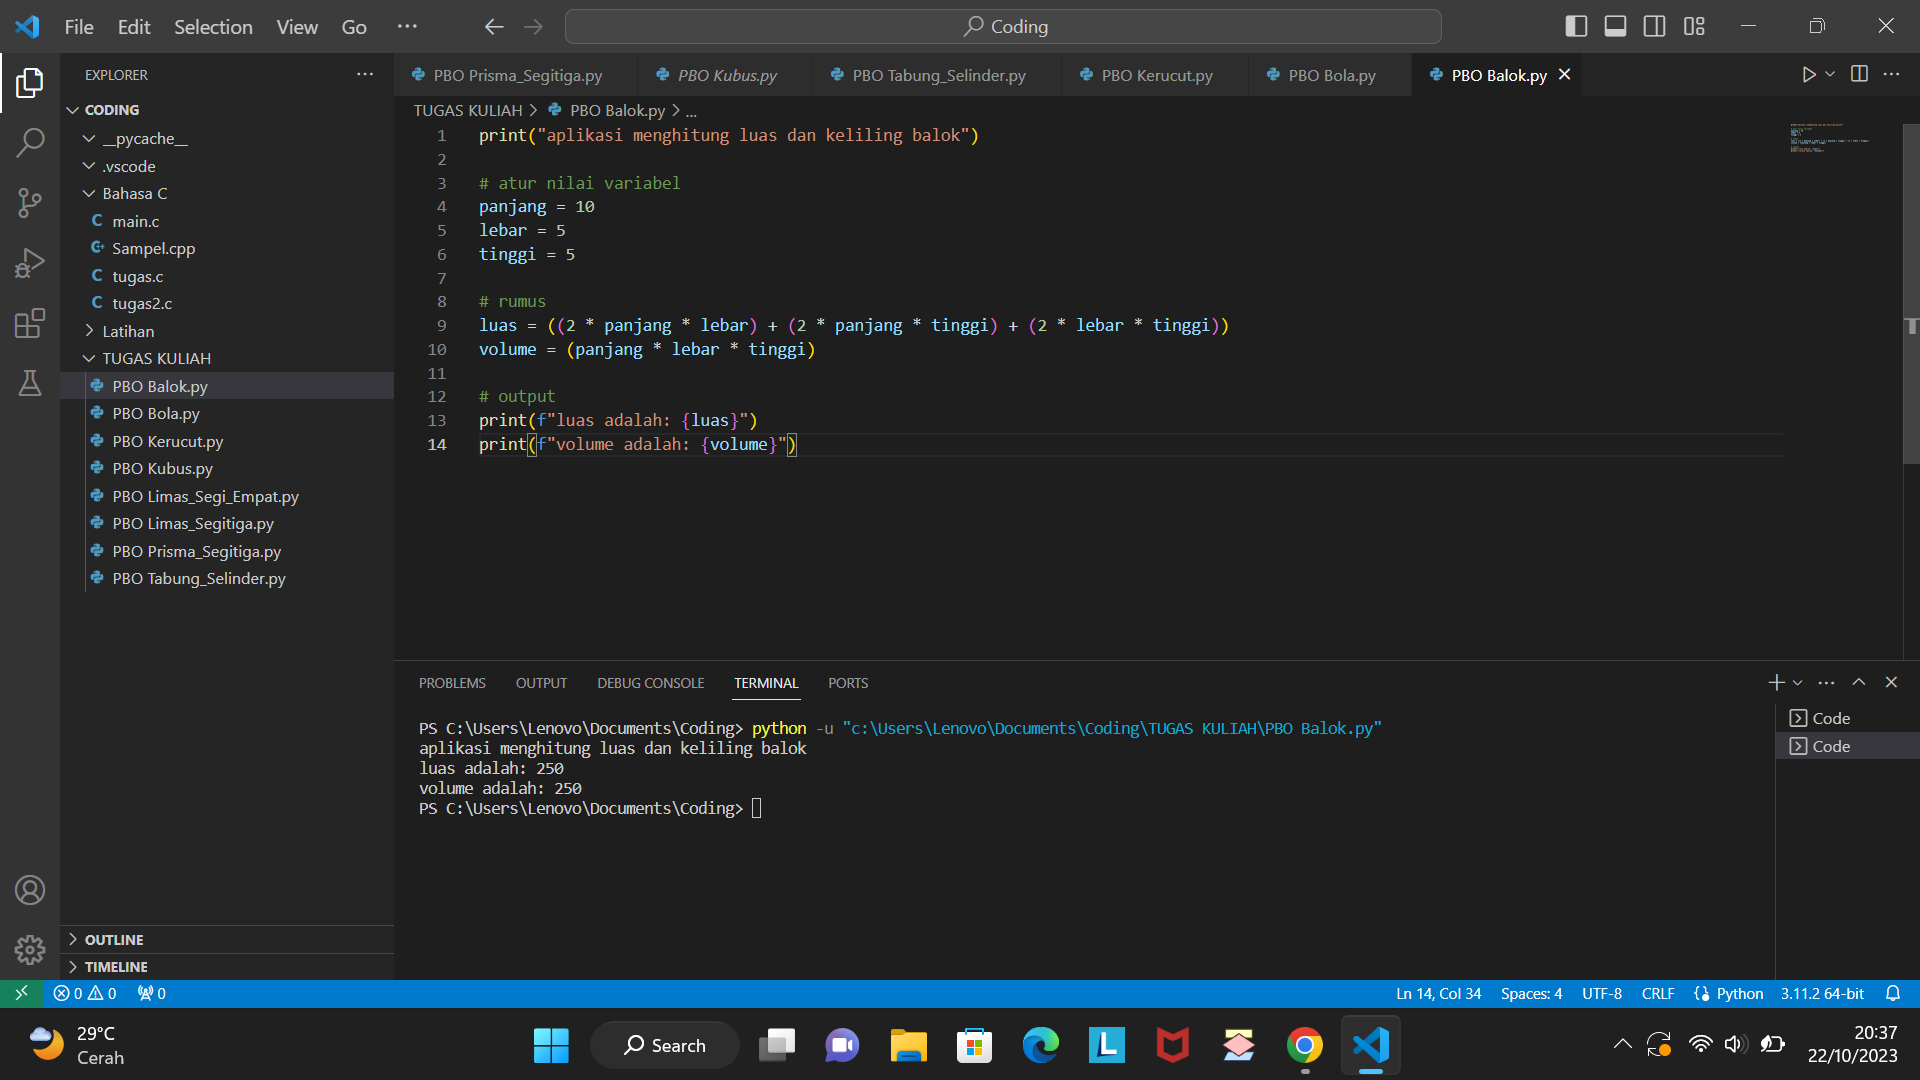 File Edit Selection View Go ··· Coding
EXPLORER ···
CODING
__pycache__
.vscode
Bahasa C
C main.c
Sampel.cpp
C tugas.c
C tugas2.c
Latihan
TUGAS KULIAH
PBO Balok.py
PBO Bola.py
PBO Kerucut.py
PBO Kubus.py
PBO Limas_Segi_Empat.py
PBO Limas_Segitiga.py
PBO Prisma_Segitiga.py
PBO Tabung_Selinder.py
OUTLINE
TIMELINE
PBO Prisma_Segitiga.py PBO Kubus.py PBO Tabung_Selinder.py PBO Kerucut.py PBO Bola.py PBO Balok.py
TUGAS KULIAH > PBO Balok.py > ...
1 print("aplikasi menghitung luas dan keliling balok")
2
3 # atur nilai variabel
4 panjang = 10
5 lebar = 5
6 tinggi = 5
7
8 # rumus
9 luas = ((2 * panjang * lebar) + (2 * panjang * tinggi) + (2 * lebar * tinggi))
10 volume = (panjang * lebar * tinggi)
11
12 # output
13 print(f"luas adalah: {luas}")
14 print(f"volume adalah: {volume}")
PROBLEMS OUTPUT DEBUG CONSOLE TERMINAL PORTS
PS C:\Users\Lenovo\Documents\Coding> python -u "c:\Users\Lenovo\Documents\Coding\TUGAS KULIAH\PBO Balok.py"
aplikasi menghitung luas dan keliling balok
luas adalah: 250
volume adalah: 250
PS C:\Users\Lenovo\Documents\Coding>
Code
Code
0 0 0 Ln 14, Col 34 Spaces: 4 UTF-8 CRLF Python 3.11.2 64-bit
29°C
Cerah
Search
L
20:37
22/10/2023